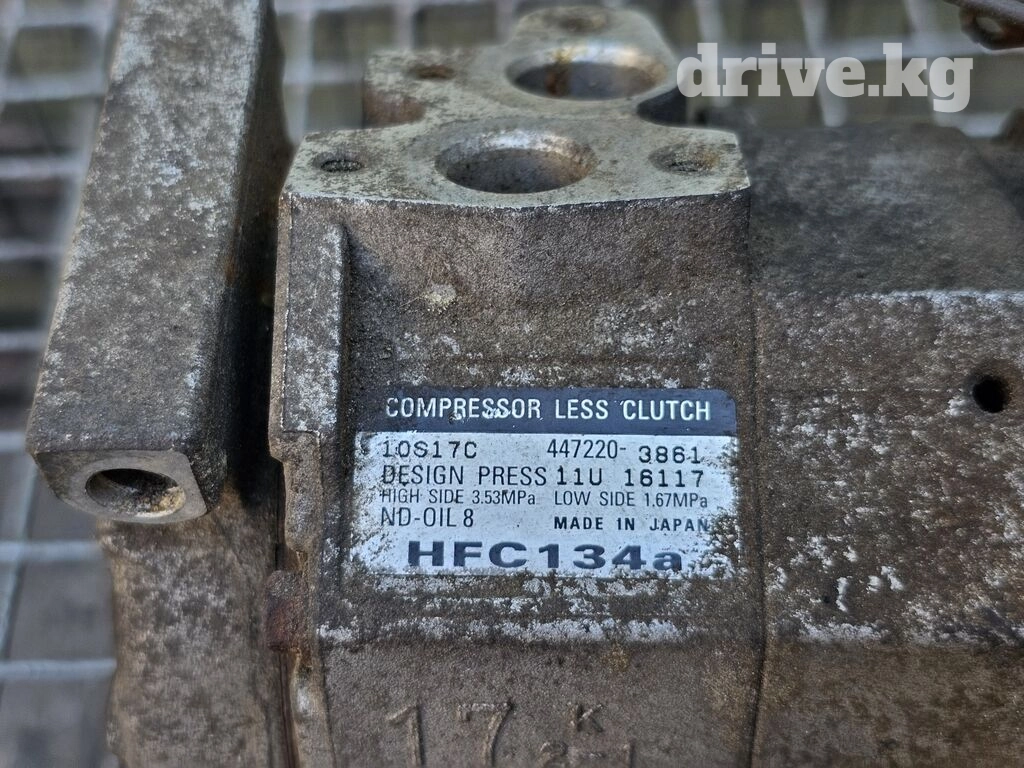 drive.kg
COMPRESSOR LESS CLUTCH
10S17C 447220- 3861
DESIGN PRESS 11U 16117
HIGH SIDE 3.53MPa LOW SIDE 1.67MPa
ND-OIL 8 MADE IN JAPAN
HFC134a
17 K